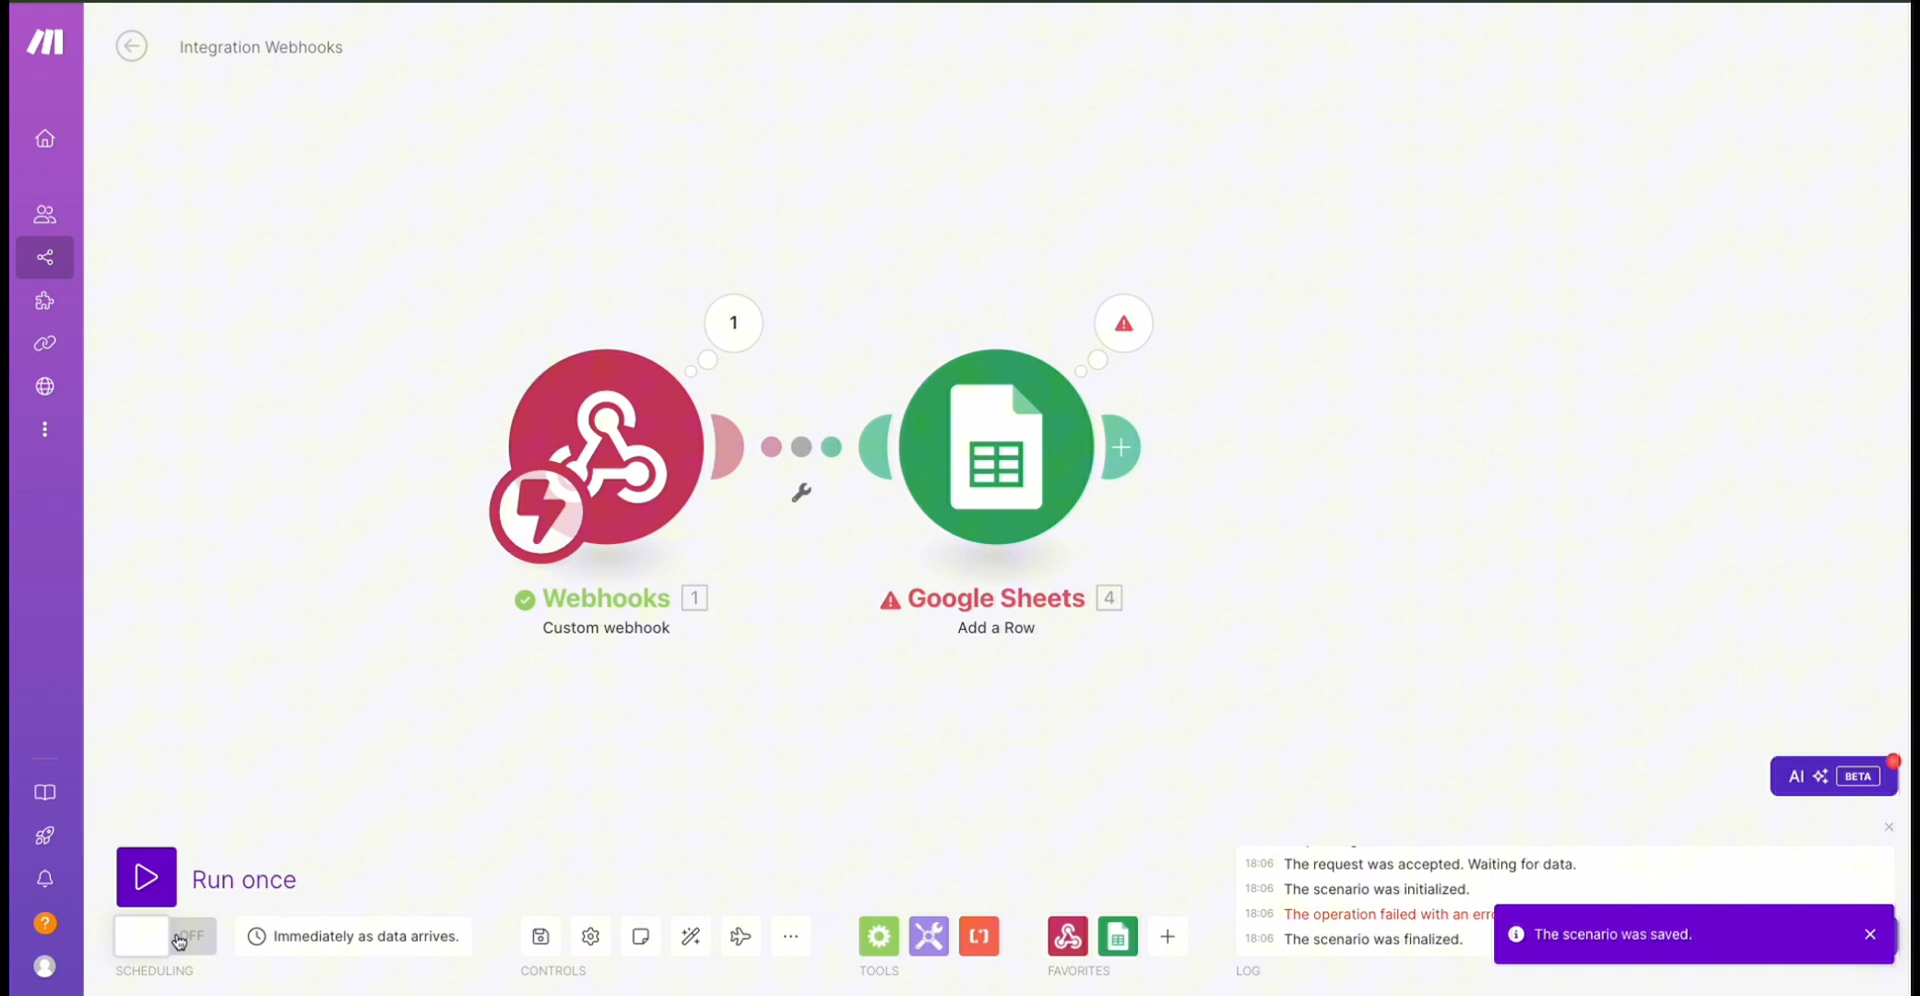 Integration Webhooks
1
Webhooks 1
Custom webhook
Google Sheets 4
Add a Row
AI BETA
Run once
OFF
Immediately as data arrives.
SCHEDULING
CONTROLS
TOOLS
FAVORITES
18:06 The request was accepted. Waiting for data.
18:06 The scenario was initialized.
18:06 The operation failed with an erro
18:06 The scenario was finalized.
LOG
The scenario was saved.
?